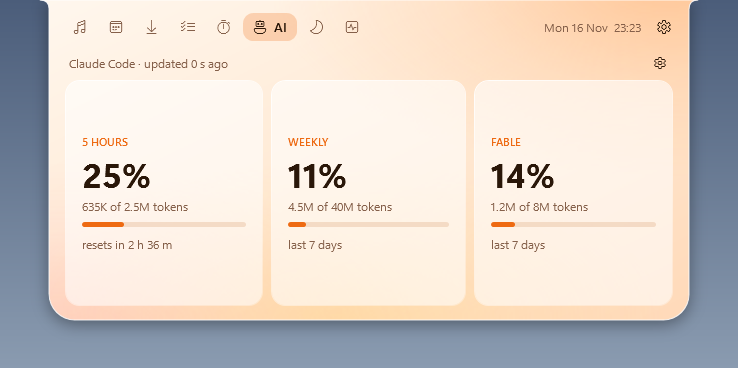 AI
Mon 16 Nov 23:23
Claude Code · updated 0 s ago
5 HOURS
25%
635K of 2.5M tokens
resets in 2 h 36 m
WEEKLY
11%
4.5M of 40M tokens
last 7 days
FABLE
14%
1.2M of 8M tokens
last 7 days